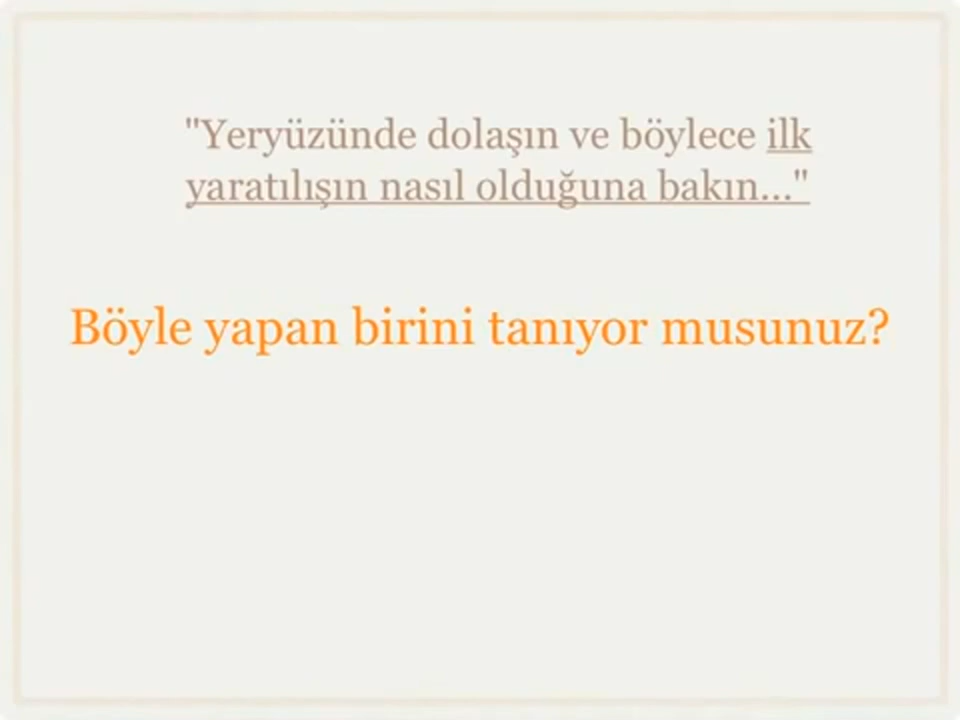 "Yeryüzünde dolaşın ve böylece ilk
yaratılışın nasıl olduğuna bakın..."
Böyle yapan birini tanıyor musunuz?